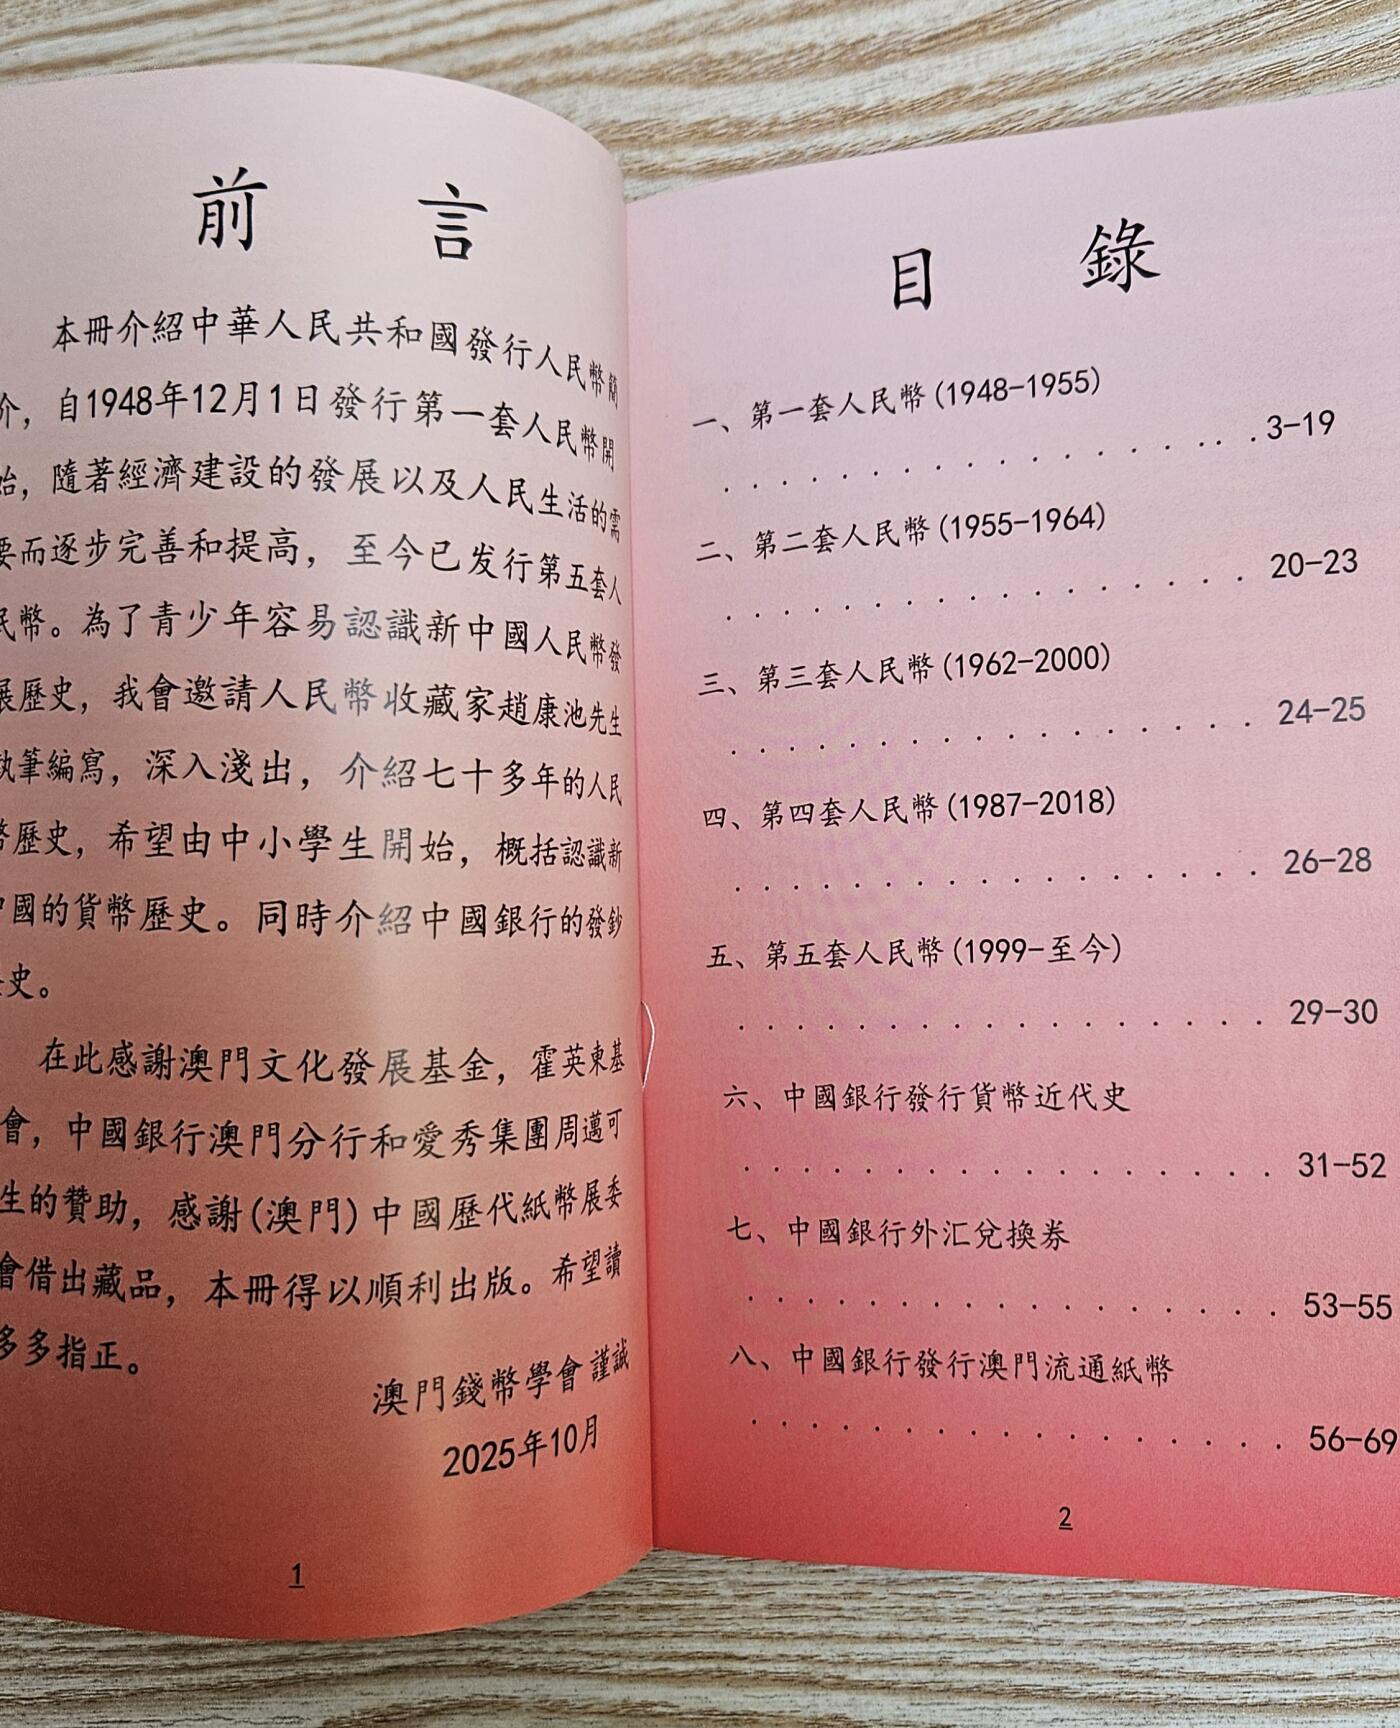 前 言
本冊介紹中華人民共和國發行人民幣簡
介，自1948年12月1日發行第一套人民幣開
始，隨著經濟建設的發展以及人民生活的需
要而逐步完善和提高，至今已发行第五套人
民幣。為了青少年容易認識新中國人民幣發
展歷史，我會邀請人民幣收藏家趙康池先生
執筆編寫，深入淺出，介紹七十多年的人民
幣歷史，希望由中小學生開始，概括認識新
中國的貨幣歷史。同時介紹中國銀行的發鈔
史。
在此感謝澳門文化發展基金，霍英東基
會，中國銀行澳門分行和愛秀集團周邁可
生的贊助，感謝(澳門)中國歷代紙幣展委
會借出藏品，本冊得以順利出版。希望讀
多多指正。
澳門錢幣學會謹誠
2025年10月
1
目 錄
一、第一套人民幣(1948-1955)
. . . . . . . . . . . . . . . . . . .3-19
二、第二套人民幣(1955-1964)
. . . . . . . . . . . . . . . . . . 20-23
三、第三套人民幣(1962-2000)
. . . . . . . . . . . . . . . . . . 24-25
四、第四套人民幣(1987-2018)
. . . . . . . . . . . . . . . . . . 26-28
五、第五套人民幣(1999-至今)
. . . . . . . . . . . . . . . . . . 29-30
六、中國銀行發行貨幣近代史
. . . . . . . . . . . . . . . . . . 31-52
七、中國銀行外汇兌換券
. . . . . . . . . . . . . . . . . . 53-55
八、中國銀行發行澳門流通紙幣
. . . . . . . . . . . . . . . . . . 56-69
2